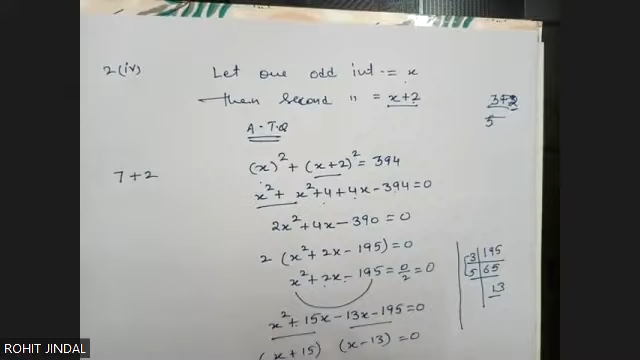 2(iv)
Let one odd int = x
then second " = x+2
3+2
5
A-T-Q
(x)² + (x+2)² = 394
7+2
x² + x² + 4 + 4x - 394 = 0
2x² + 4x - 390 = 0
2 (x² + 2x - 195) = 0
x² + 2x - 195 = 0/2 = 0
3 | 195
5 | 65
13
x² + 15x - 13x - 195 = 0
(x+15) (x-13) = 0
ROHIT JINDAL